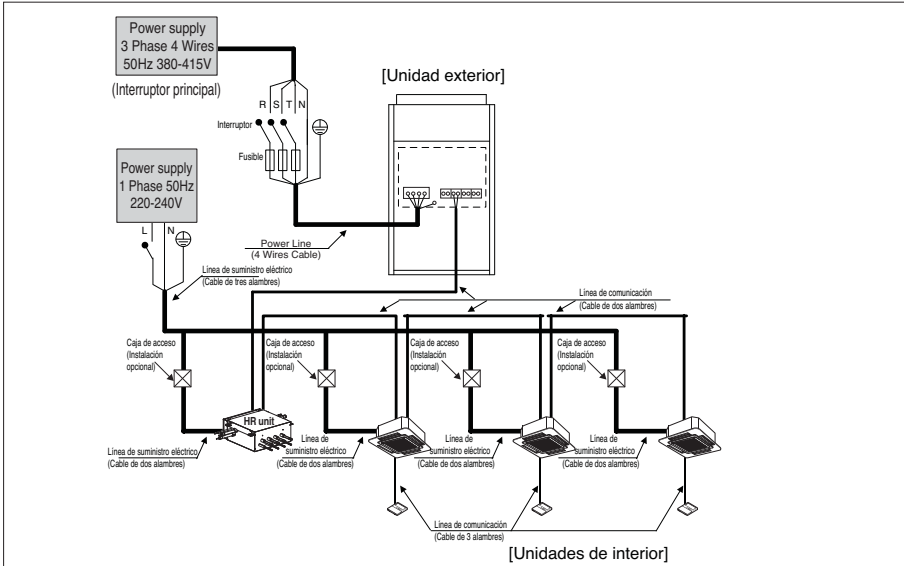 Power supply
3 Phase 4 Wires
50Hz 380-415V
(Interruptor principal)
[Unidad exterior]
R S T N
Interruptor
Fusible
Power supply
1 Phase 50Hz
220-240V
L N
Power Line
(4 Wires Cable)
Línea de suministro eléctrico
(Cable de tres alambres)
Línea de comunicación
(Cable de dos alambres)
Caja de acceso
(Instalación
opcional)
Caja de acceso
(Instalación
opcional)
Caja de acceso
(Instalación
opcional)
Caja de acceso
(Instalación
opcional)
HR unit
Línea de suministro eléctrico
(Cable de dos alambres)
Línea de
suministro eléctrico
(Cable de dos alambres)
Línea de
suministro eléctrico
(Cable de dos alambres)
Línea de
suministro eléctrico
(Cable de dos alambres)
Línea de comunicación
(Cable de 3 alambres)
[Unidades de interior]